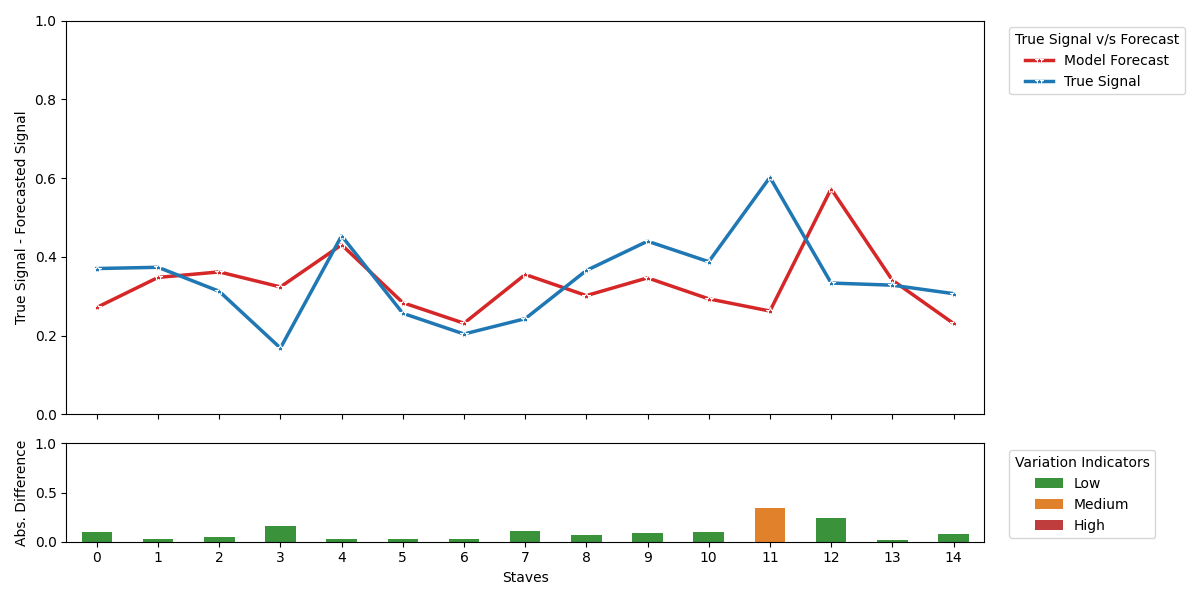 True Signal - Forecasted Signal
1.0
0.8
0.6
0.4
0.2
0.0
True Signal v/s Forecast
Model Forecast
True Signal
Abs. Difference
1.0
0.5
0.0
0 1 2 3 4 5 6 7 8 9 10 11 12 13 14
Staves
Variation Indicators
Low
Medium
High